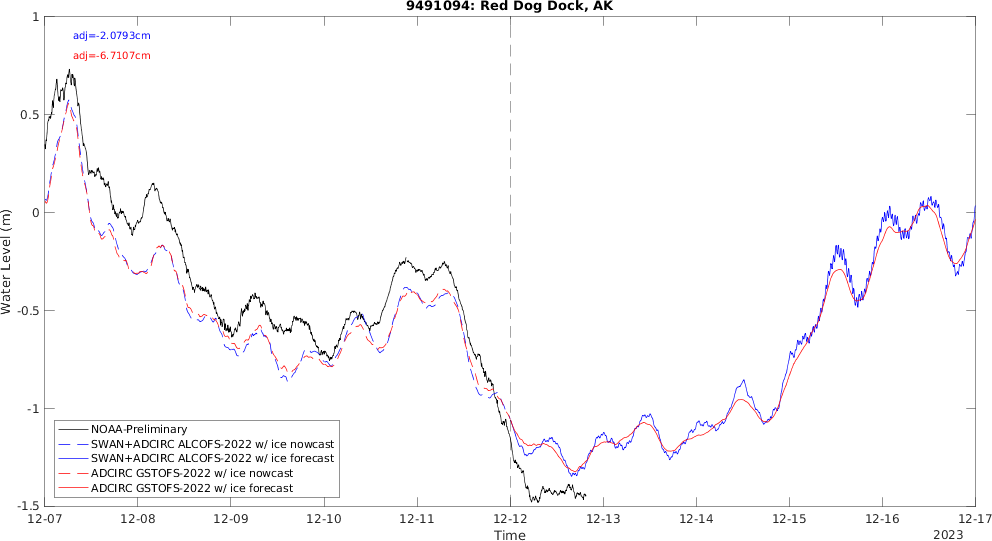 9491094: Red Dog Dock, AK
adj=-2.0793cm
adj=-6.7107cm
1
0.5
0
-0.5
-1
-1.5
Water Level (m)
NOAA-Preliminary
SWAN+ADCIRC ALCOFS-2022 w/ ice nowcast
SWAN+ADCIRC ALCOFS-2022 w/ ice forecast
ADCIRC GSTOFS-2022 w/ ice nowcast
ADCIRC GSTOFS-2022 w/ ice forecast
12-07 12-08 12-09 12-10 12-11 12-12 12-13 12-14 12-15 12-16 12-17
Time
2023